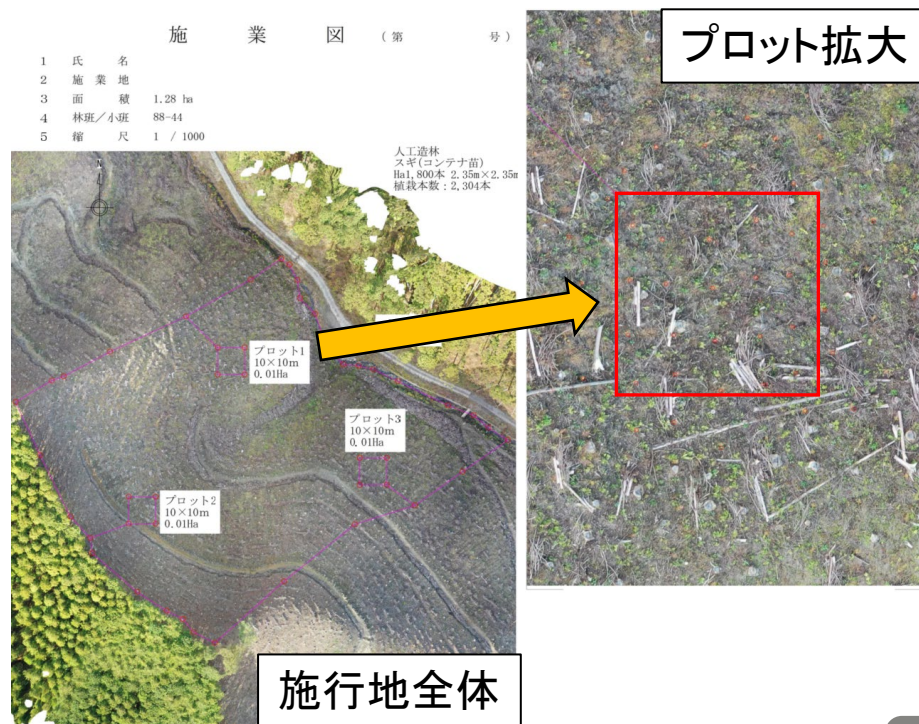 施 業 図 (第 号)
1 氏 名
2 施 業 地
3 面 積 1.28 ha
4 林班/小班 88-44
5 縮 尺 1 / 1000
プロット拡大
人工造林
スギ(コンテナ苗)
Ha1,800本 2.35m×2.35m
植栽本数:2,304本
N
プロット1
10×10m
0.01Ha
プロット3
10×10m
0.01Ha
プロット2
10×10m
0.01Ha
施行地全体